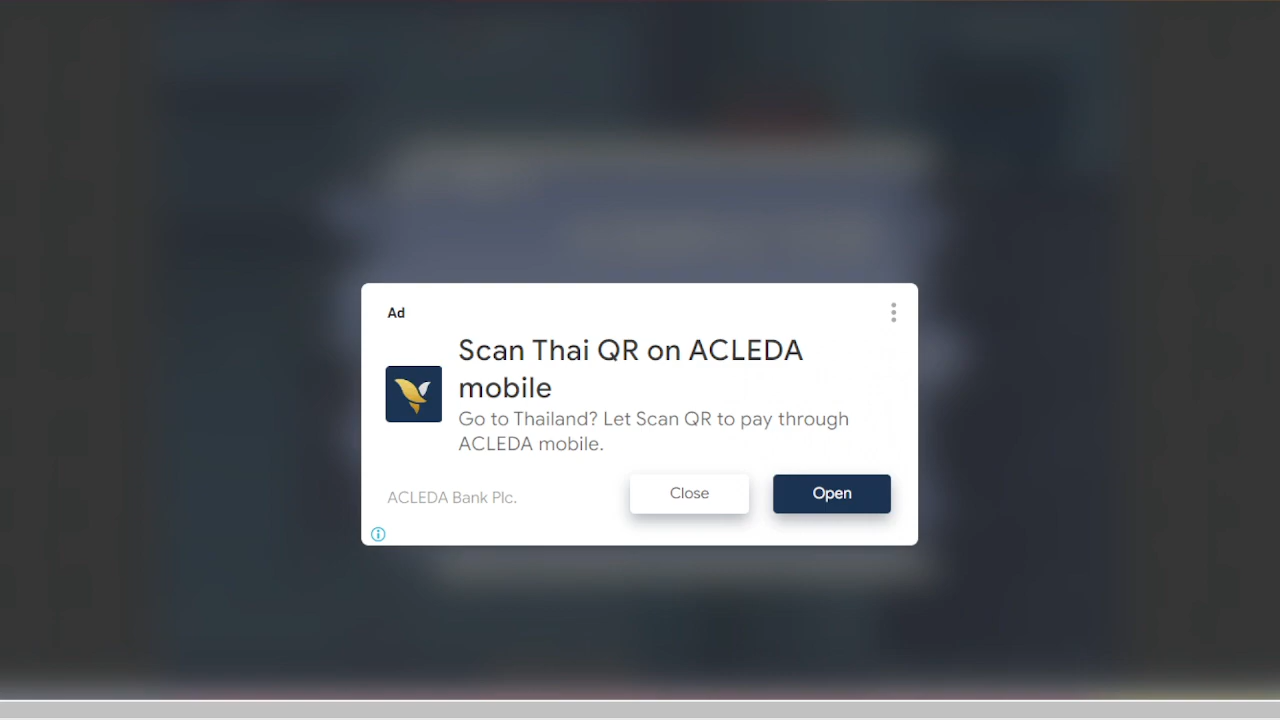 Ad
Scan Thai QR on ACLEDA
mobile
Go to Thailand? Let Scan QR to pay through
ACLEDA mobile.
ACLEDA Bank Plc.
Close
Open